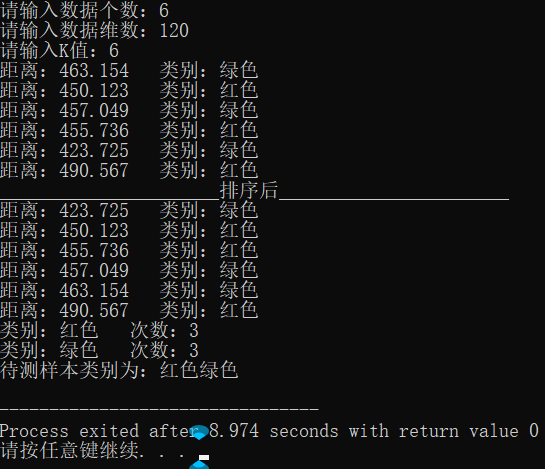 请输入数据个数：6
请输入数据维数：120
请输入K值：6
距离：463.154   类别：绿色
距离：450.123   类别：红色
距离：457.049   类别：绿色
距离：455.736   类别：红色
距离：423.725   类别：绿色
距离：490.567   类别：红色
______________________排序后_______________________
距离：423.725   类别：绿色
距离：450.123   类别：红色
距离：455.736   类别：红色
距离：457.049   类别：绿色
距离：463.154   类别：绿色
距离：490.567   类别：红色
类别：红色   次数：3
类别：绿色   次数：3
待测样本类别为：红色绿色
--------------------------------
Process exited after 8.974 seconds with return value 0
请按任意键继续. . .